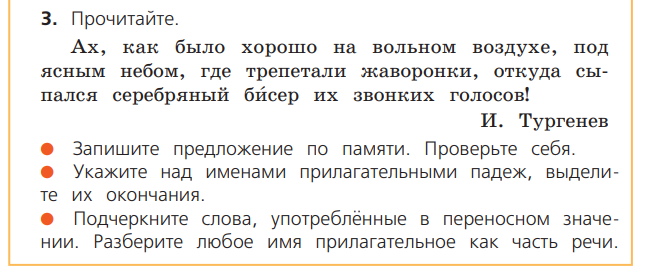 3. Прочитайте.
Ах, как было хорошо на вольном воздухе, под
ясным небом, где трепетали жаворонки, откуда сы-
пался серебряный би́сер их звонких голосов!
И. Тургенев
● Запишите предложение по памяти. Проверьте себя.
● Укажите над именами прилагательными падеж, выдели-
те их окончания.
● Подчеркните слова, употреблённые в переносном значе-
нии. Разберите любое имя прилагательное как часть речи.